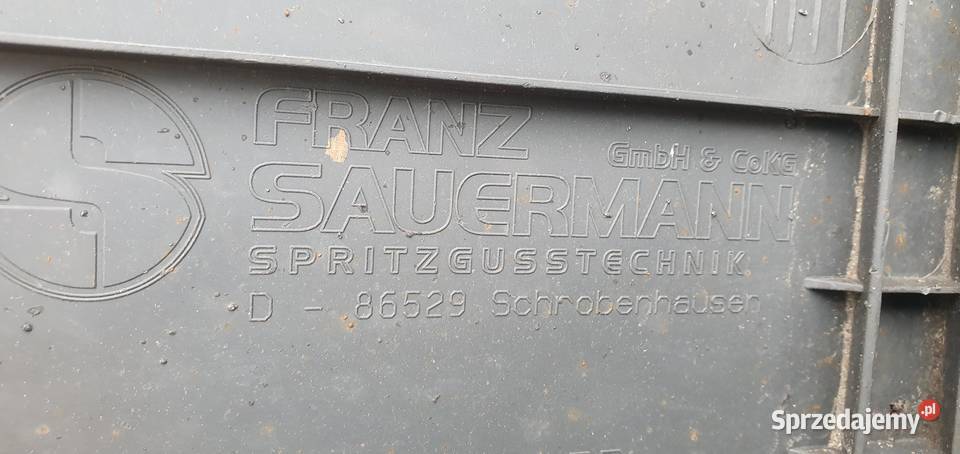 FRANZ
GmbH & CoKG
SAUERMANN
SPRITZGUSSTECHNIK
D - 86529 Schrobenhausen
Sprzedajemy.pl